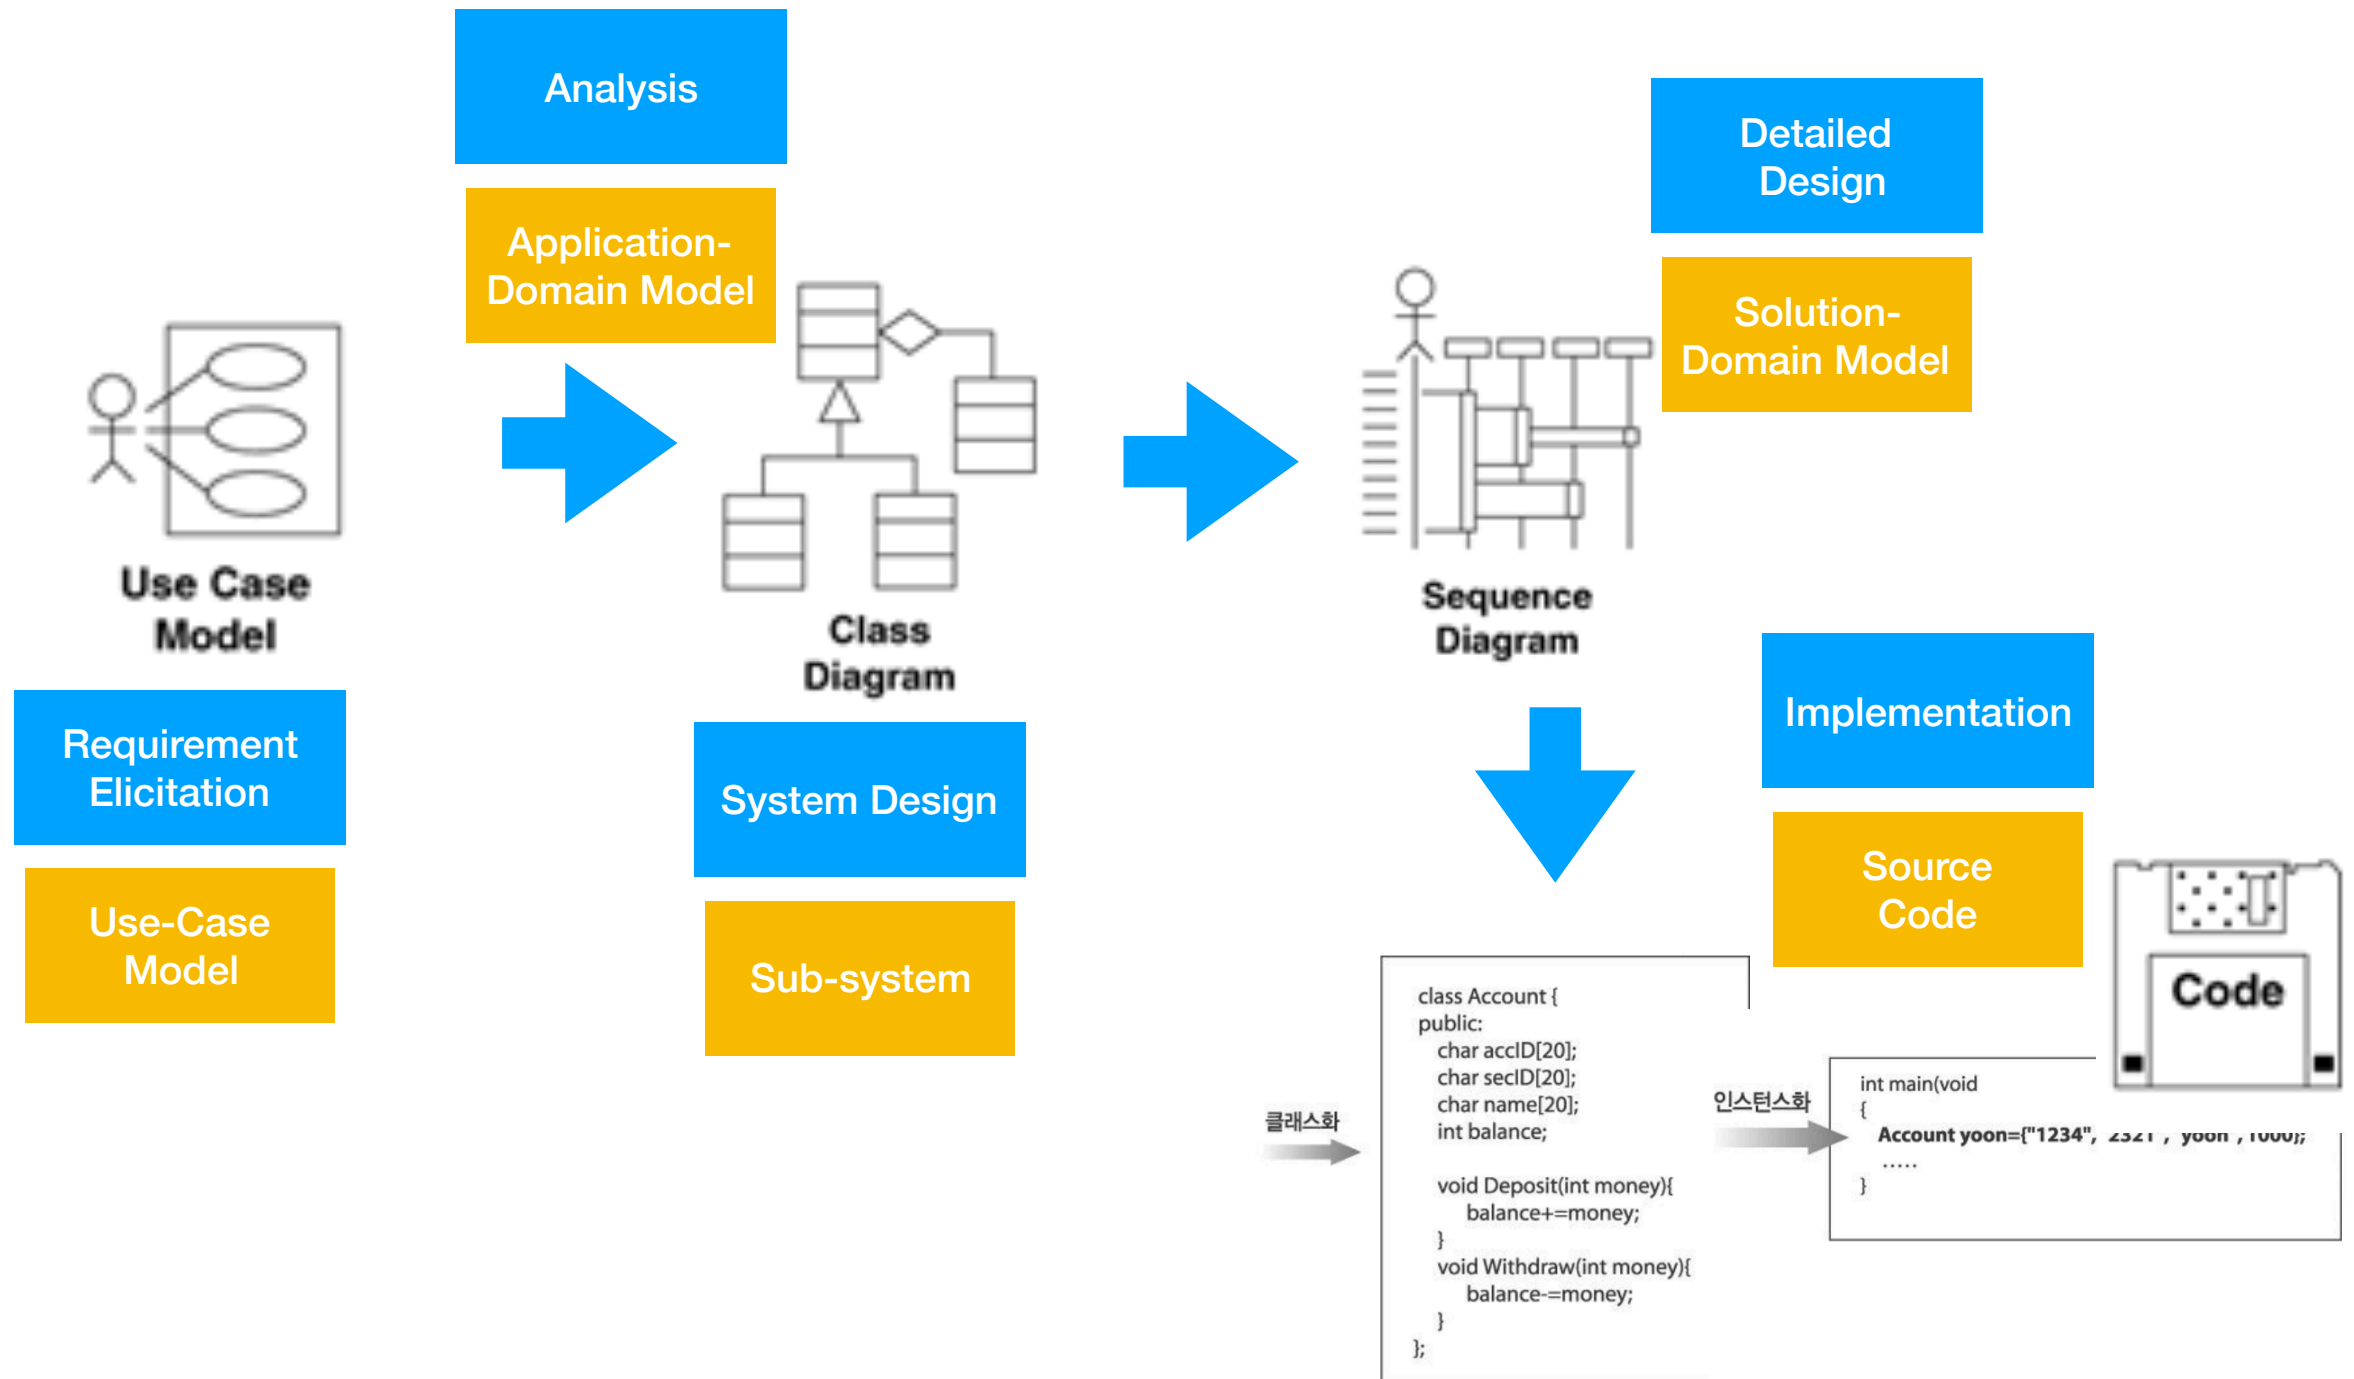 Analysis
Application-
Domain Model
Detailed
Design
Solution-
Domain Model
Use Case
Model
Class
Diagram
Sequence
Diagram
Requirement
Elicitation
Use-Case
Model
System Design
Sub-system
Implementation
Source
Code
Code
클래스화
class Account {
public:
char accID[20];
char secID[20];
char name[20];
int balance;
void Deposit(int money){
balance+=money;
}
void Withdraw(int money){
balance-=money;
}
};
인스턴스화
int main(void
{
Account yoon={"1234", "2321", "yoon", 1000};
.....
}